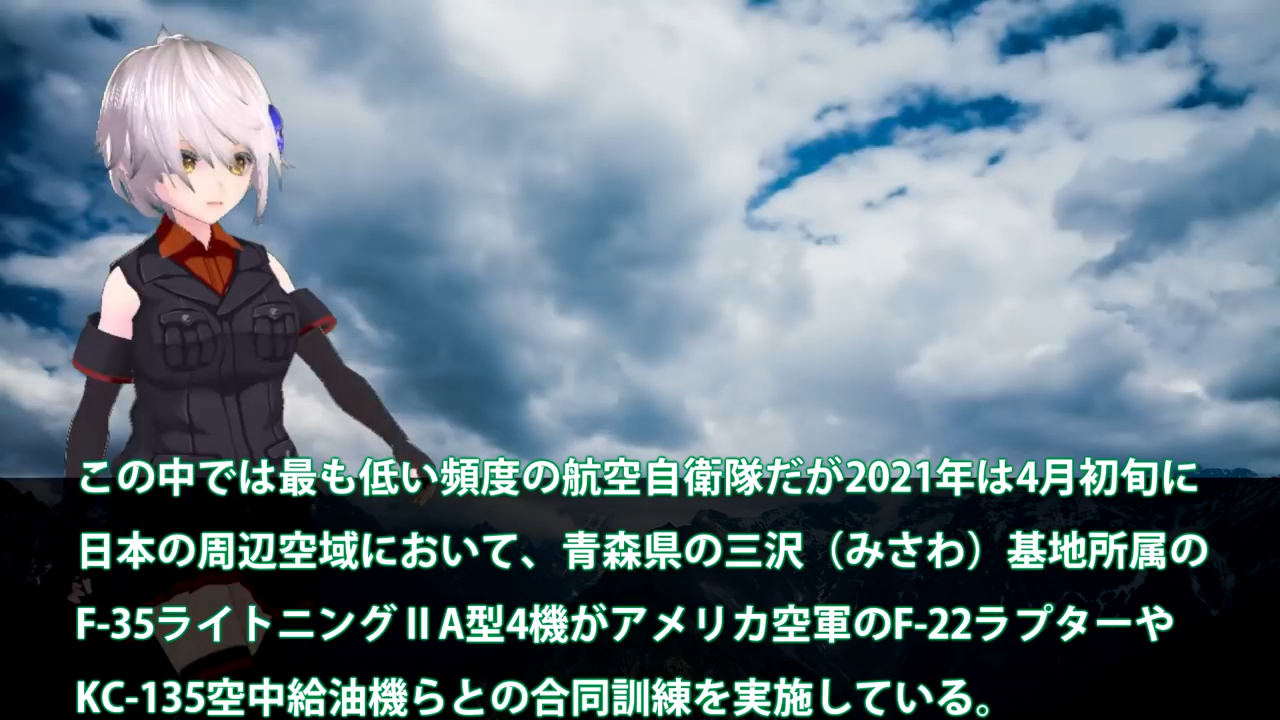 この中では最も低い頻度の航空自衛隊だが2021年は4月初旬に
日本の周辺空域において、青森県の三沢（みさわ）基地所属の
F-35ライトニングⅡA型4機がアメリカ空軍のF-22ラプターや
KC-135空中給油機らとの合同訓練を実施している。